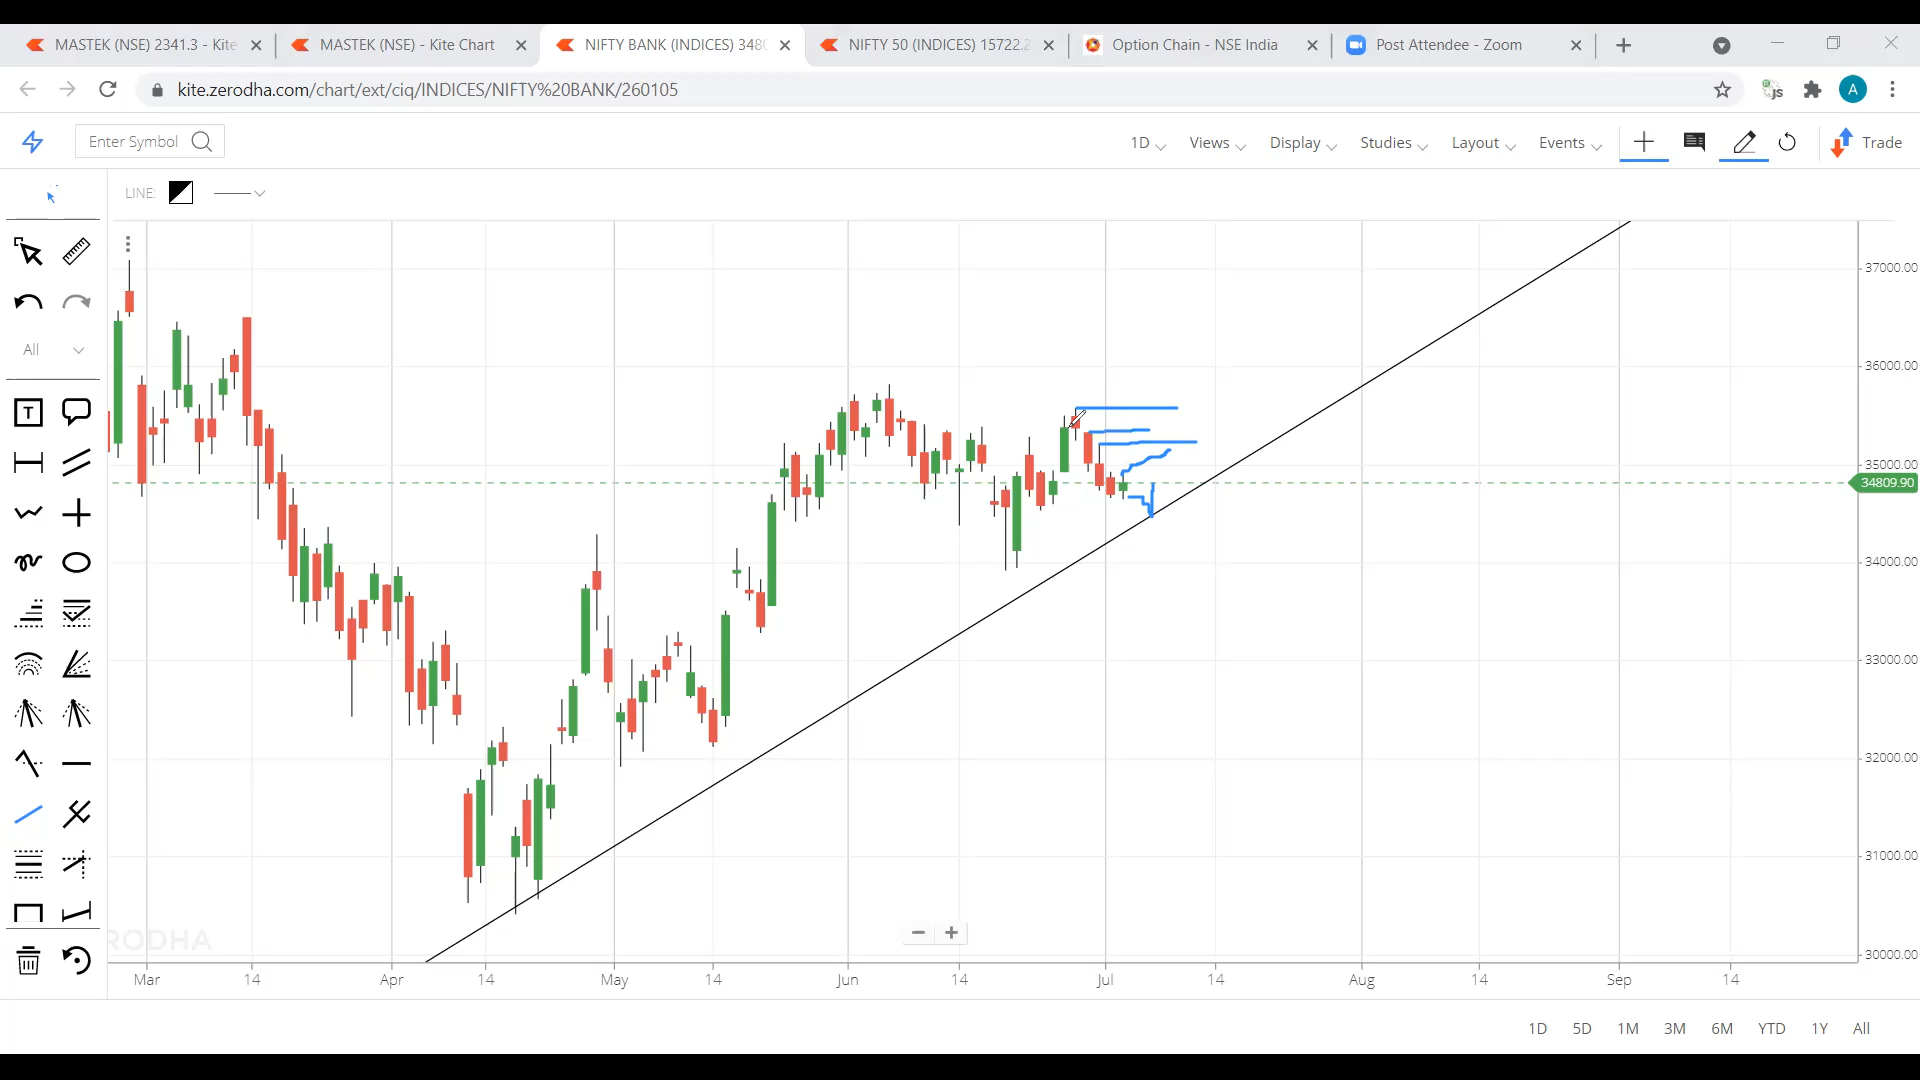 MASTEK (NSE) 2341.3 - Kite
MASTEK (NSE) - Kite Chart
NIFTY BANK (INDICES) 348
NIFTY 50 (INDICES) 15722.2
Option Chain - NSE India
Post Attendee - Zoom
kite.zerodha.com/chart/ext/ciq/INDICES/NIFTY%20BANK/260105
JS
A
Enter Symbol
1D
Views
Display
Studies
Layout
Events
Trade
LINE:
All
T
37000.00
36000.00
35000.00
34809.90
34000.00
33000.00
32000.00
31000.00
30000.00
RODHA
Mar 14 Apr 14 May 14 Jun 14 Jul 14 Aug 14 Sep 14
1D 5D 1M 3M 6M YTD 1Y All